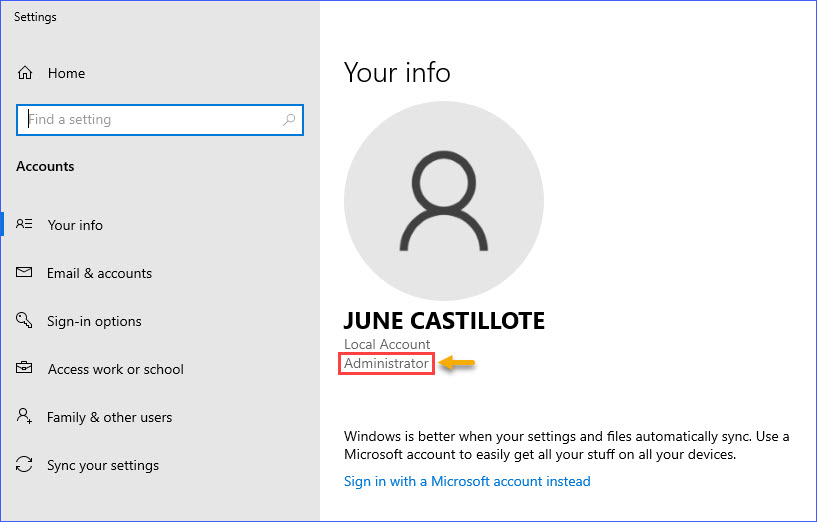 Settings
Home
Find a setting
Accounts
Your info
Email & accounts
Sign-in options
Access work or school
Family & other users
Sync your settings
Your info
JUNE CASTILLOTE
Local Account
Administrator
Windows is better when your settings and files automatically sync. Use a
Microsoft account to easily get all your stuff on all your devices.
Sign in with a Microsoft account instead